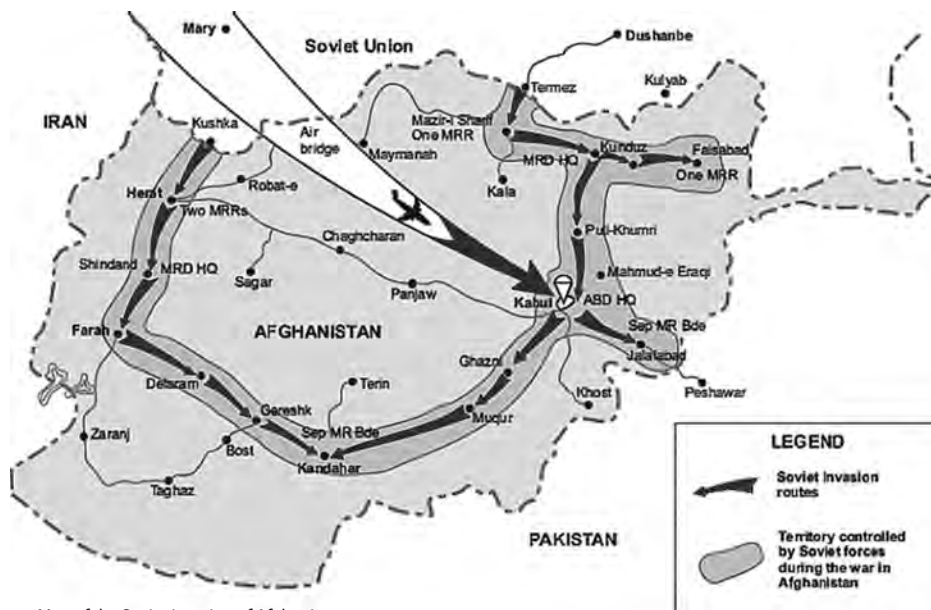 Mary
Soviet Union
Dushanbe
Termez
Kulyab
IRAN
Kushka
Air
bridge
Mazir-i Sharif
One MRR
Maymanah
MRD HQ
Kunduz
Faisabad
One MRR
Kala
Herat
Robat-e
Two MRRs
Chaghcharan
Puli-Khumri
Shindand
MRD HQ
Sagar
Panjaw
Mahmud-e Eraqi
Kabul
ABD HQ
Farah
AFGHANISTAN
Sep MR Bde
Jalalabad
Ghazni
Delaram
Terin
Khost
Peshawar
Gereshk
Muqur
Zaranj
Bost
Sep MR Bde
Kandahar
Taghaz
PAKISTAN
LEGEND
Soviet Invasion
routes
Territory controlled
by Soviet forces
during the war in
Afghanistan